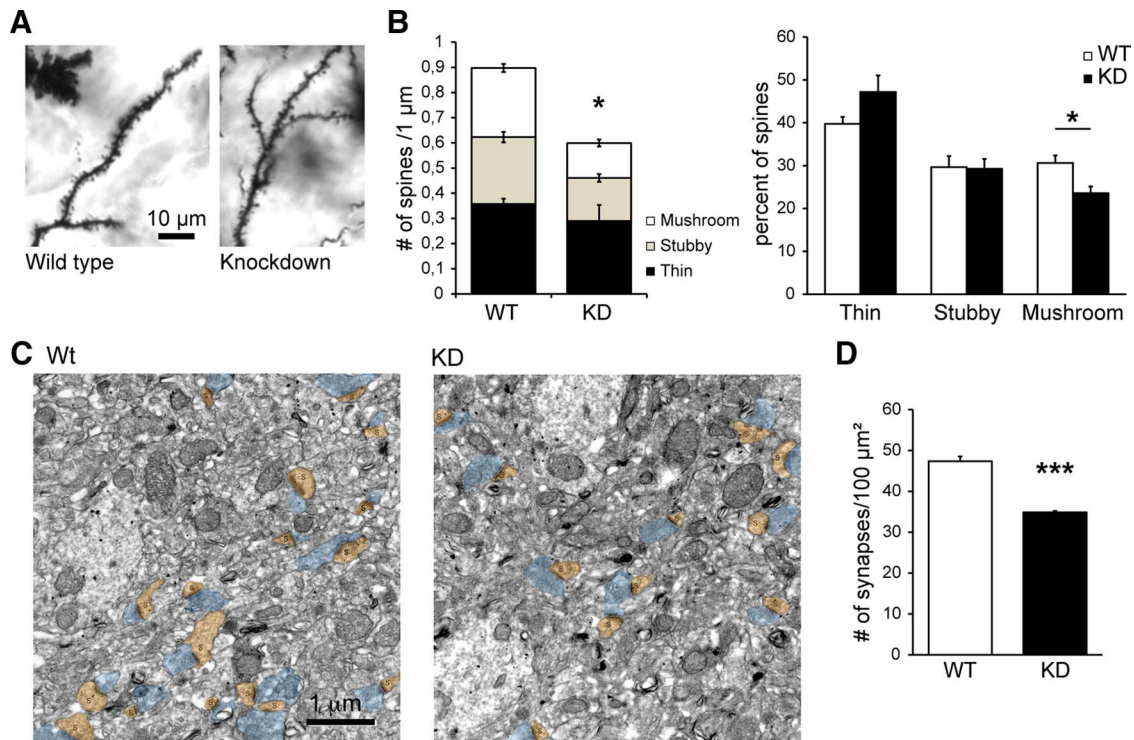 A
10 µm
Wild type
Knockdown
B
# of spines /1 µm
1
0,9
0,8
0,7
0,6
0,5
0,4
0,3
0,2
0,1
0
*
WT
KD
Mushroom
Stubby
Thin
percent of spines
60
50
40
30
20
10
0
WT
KD
*
Thin
Stubby
Mushroom
C
Wt
KD
1 µm
D
# of synapses/100 µm²
60
50
40
30
20
10
0
***
WT
KD